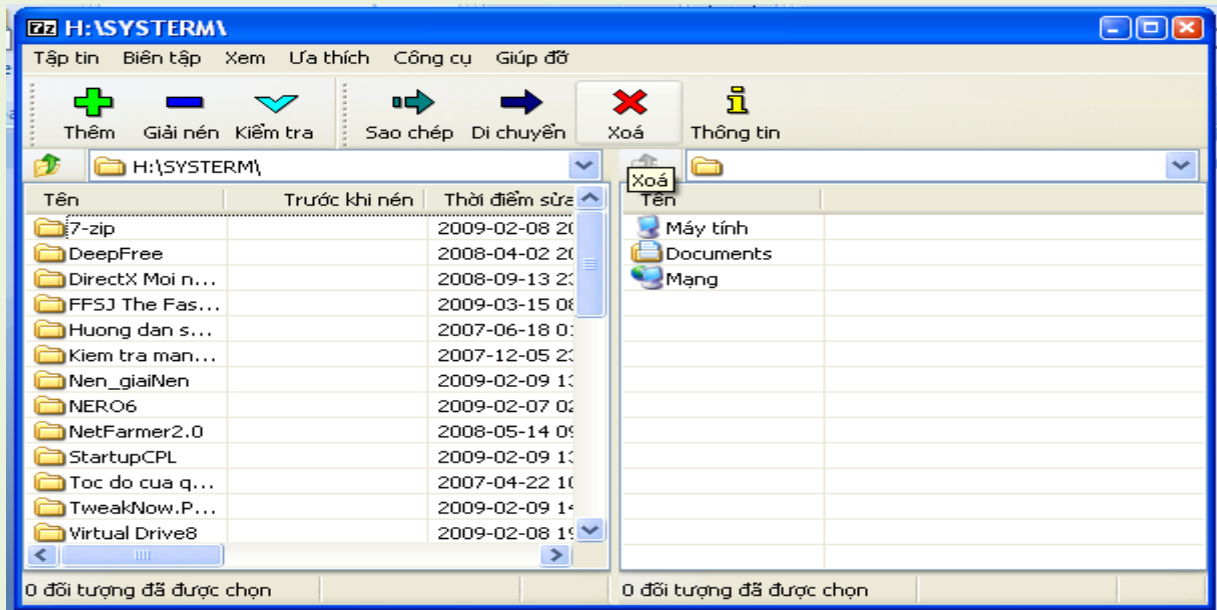 7z H:\SYSTERM\
Tập tin Biên tập Xem Ưa thích Công cụ Giúp đỡ
Thêm Giải nén Kiểm tra Sao chép Di chuyển Xoá Thông tin
H:\SYSTERM\
Xoá
Tên Trước khi nén Thời điểm sửa
Tên
7-zip 2009-02-08 20
DeepFree 2008-04-02 20
DirectX Moi n... 2008-09-13
FFSJ The Fas... 2009-03-15 08
Huong dan s... 2007-06-18
Kiem tra man... 2007-12-05
Nen_giaiNen 2009-02-09
NERO6 2009-02-07 02
NetFarmer2.0 2008-05-14 09
StartupCPL 2009-02-09
Toc do cua q... 2007-04-22 10
TweakNow.P... 2009-02-09
Virtual Drive8 2009-02-08 19
Máy tính
Documents
Mạng
0 đối tượng đã được chọn
0 đối tượng đã được chọn